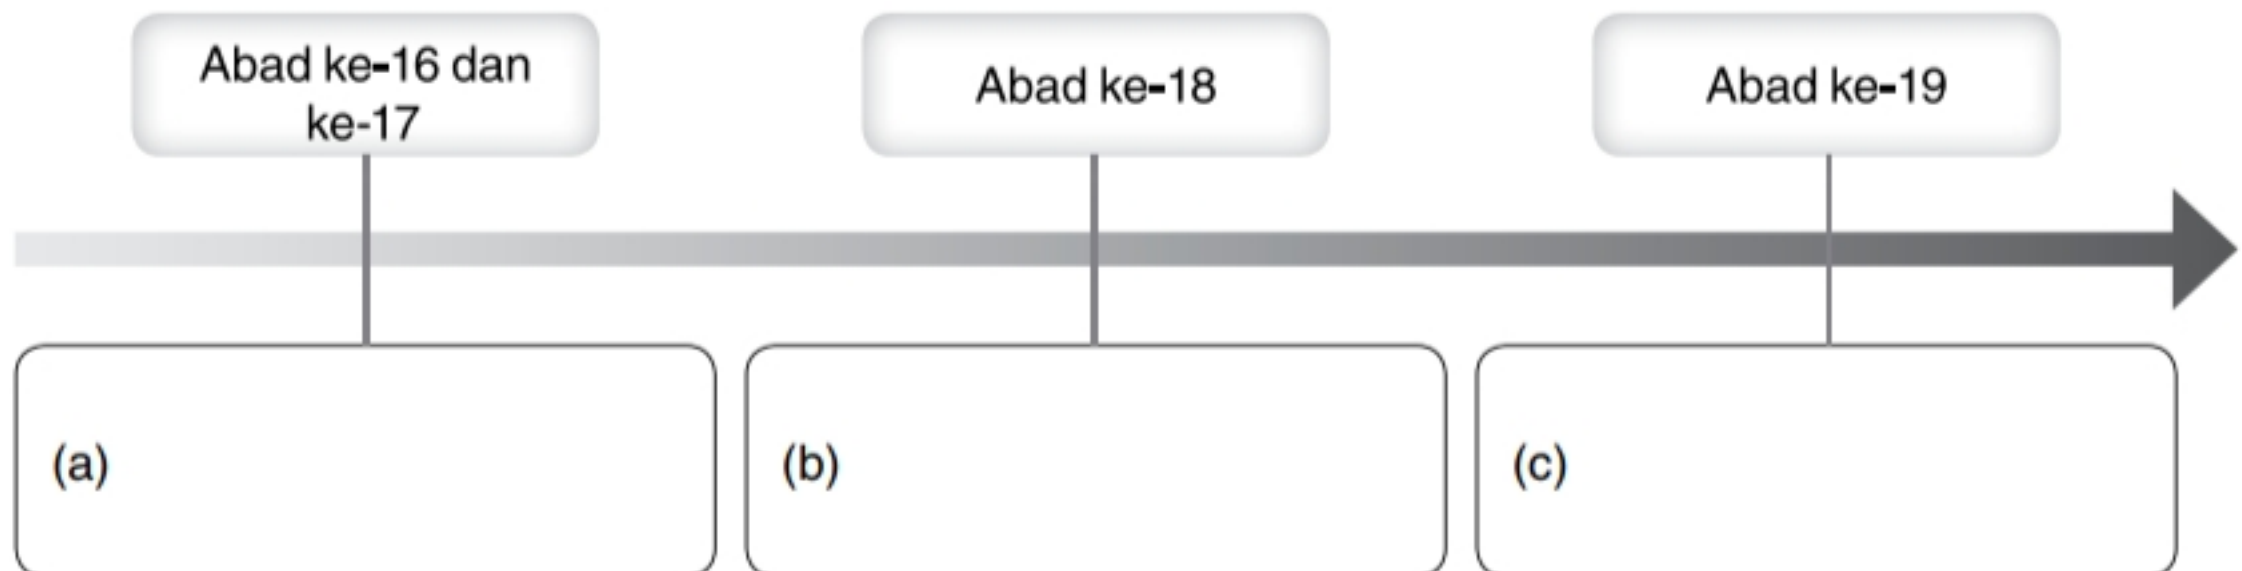 Abad ke-16 dan
ke-17
Abad ke-18
Abad ke-19
(a)
(b)
(c)